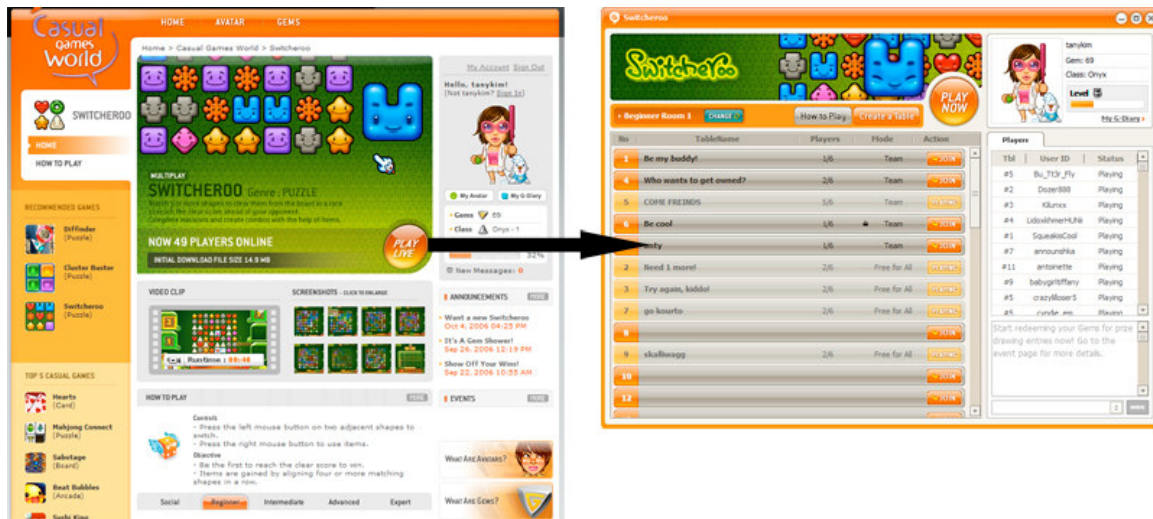 Casual
games
World
HOME AVATAR GEMS
Home > Casual Games World > Switcheroo
SWITCHEROO
HOME
HOW TO PLAY
RECOMMENDED GAMES
Diffinder
(Puzzle)
Cluster Buster
(Puzzle)
Switcheroo
(Puzzle)
TOP 5 CASUAL GAMES
Hearts
(Card)
Mahjong Connect
(Puzzle)
Sabotage
(Board)
Beat Bubbles
(Arcade)
Sushi King
MULTIPLAY
SWITCHEROO Genre : PUZZLE
NOW 49 PLAYERS ONLINE
INITIAL DOWNLOAD FILE SIZE 14.9 MB
PLAY
LIVE
VIDEO CLIP
SCREENSHOTS - CLICK TO ENLARGE
Runtime : 00:40
HOW TO PLAY MORE
Controls
- Press the left mouse button on two adjacent shapes to
switch.
- Press the right mouse button to use items.
Objective
- Be the first to reach the clear score to win.
- Items are gained by aligning four or more matching
shapes in a row.
Social Beginner Intermediate Advanced Expert
My Account Sign Out
Hello, tanykim!
(Not tanykim? Sign In)
My Avatar My G-Diary
Gems 69
Class Onyx - 1
32%
New Messages: 0
ANNOUNCEMENTS MORE
Want a new Switcheroo
Oct 4, 2006 04:25 PM
It's A Gem Shower!
Sep 26, 2006 12:19 PM
Show Off Your Wins!
Sep 22, 2006 10:55 AM
EVENTS MORE
WHAT ARE AVATARS?
WHAT ARE GEMS?
Switcheroo
Switcheroo
PLAY
NOW
Beginner Room 1 CHANGE How to Play Create a Table
No TableName Players Mode Action
1 Be my buddy! 1/6 Team JOIN
4 Who wants to get owned? 2/6 Team JOIN
5 COME FREINDS 5/6 Team PLAYING
6 Be cool 1/6 Team JOIN
1/6 Team JOIN
2 Need 1 more! 2/6 Free for All PLAYING
3 Try again, kiddo! 2/6 Free for All PLAYING
7 go kourto 2/6 Free for All PLAYING
8 JOIN
9 skalliwagg 2/6 Free for All PLAYING
10 JOIN
12 JOIN
tanykim
Gem: 69
Class: Onyx
Level
My G-Diary
Players
Tbl User ID Status
#5 Bu_Tt3r_Fly Playing
#2 Dozer888 Playing
#3 Kilunxx Playing
#4 Playing
#1 SqueakisCool Playing
#7 announshka Playing
#11 antoinette Playing
#9 babygirltiffany Playing
#5 crazylilloser5 Playing
#5 cyndie_em Playing
Start redeeming your Gems for prize
drawing entries now! Go to the
event page for more details.